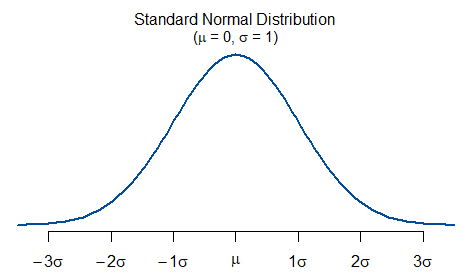 Standard Normal Distribution
(μ = 0, σ = 1)
−3σ −2σ −1σ μ 1σ 2σ 3σ